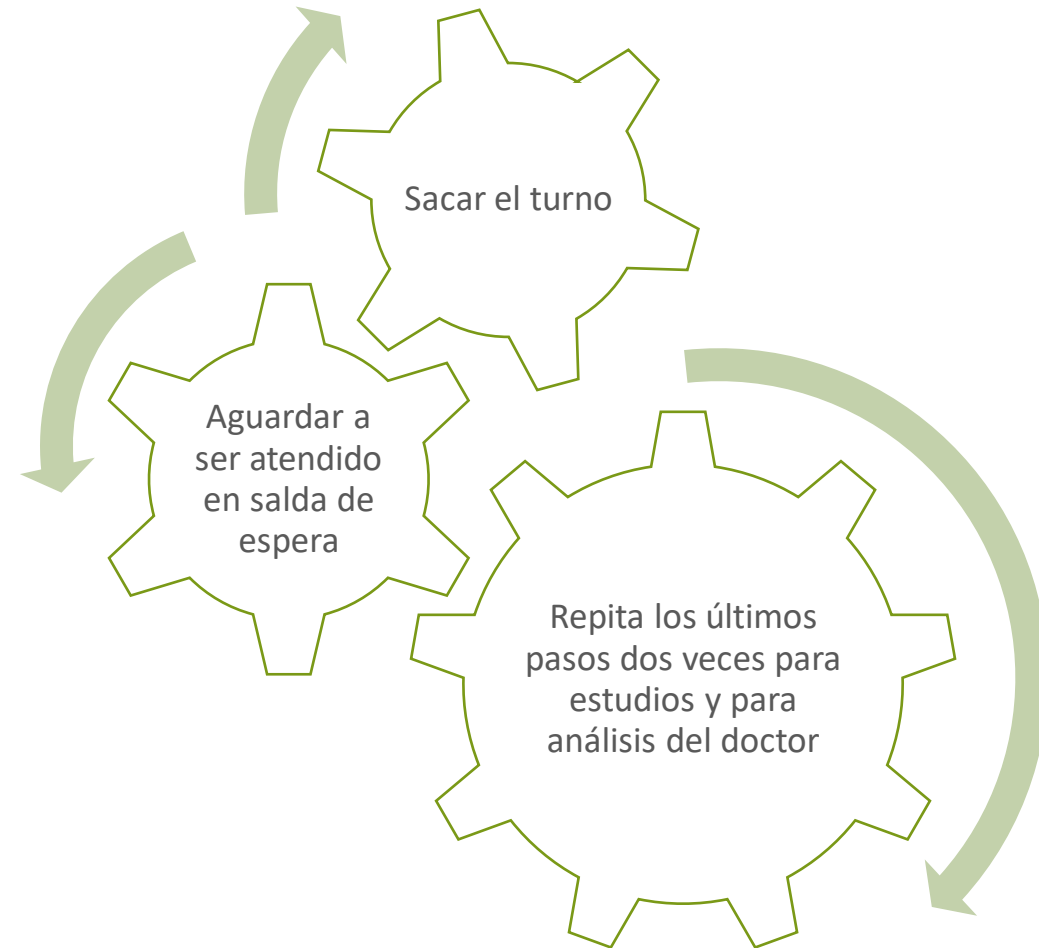 Sacar el turno
Aguardar a
ser atendido
en salda de
espera
Repita los últimos
pasos dos veces para
estudios y para
análisis del doctor